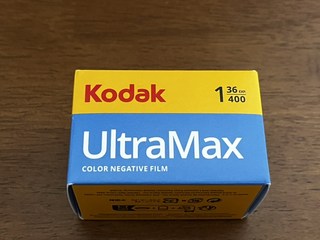 Kodak
1 36 EXP
400
UltraMax
COLOR NEGATIVE FILM